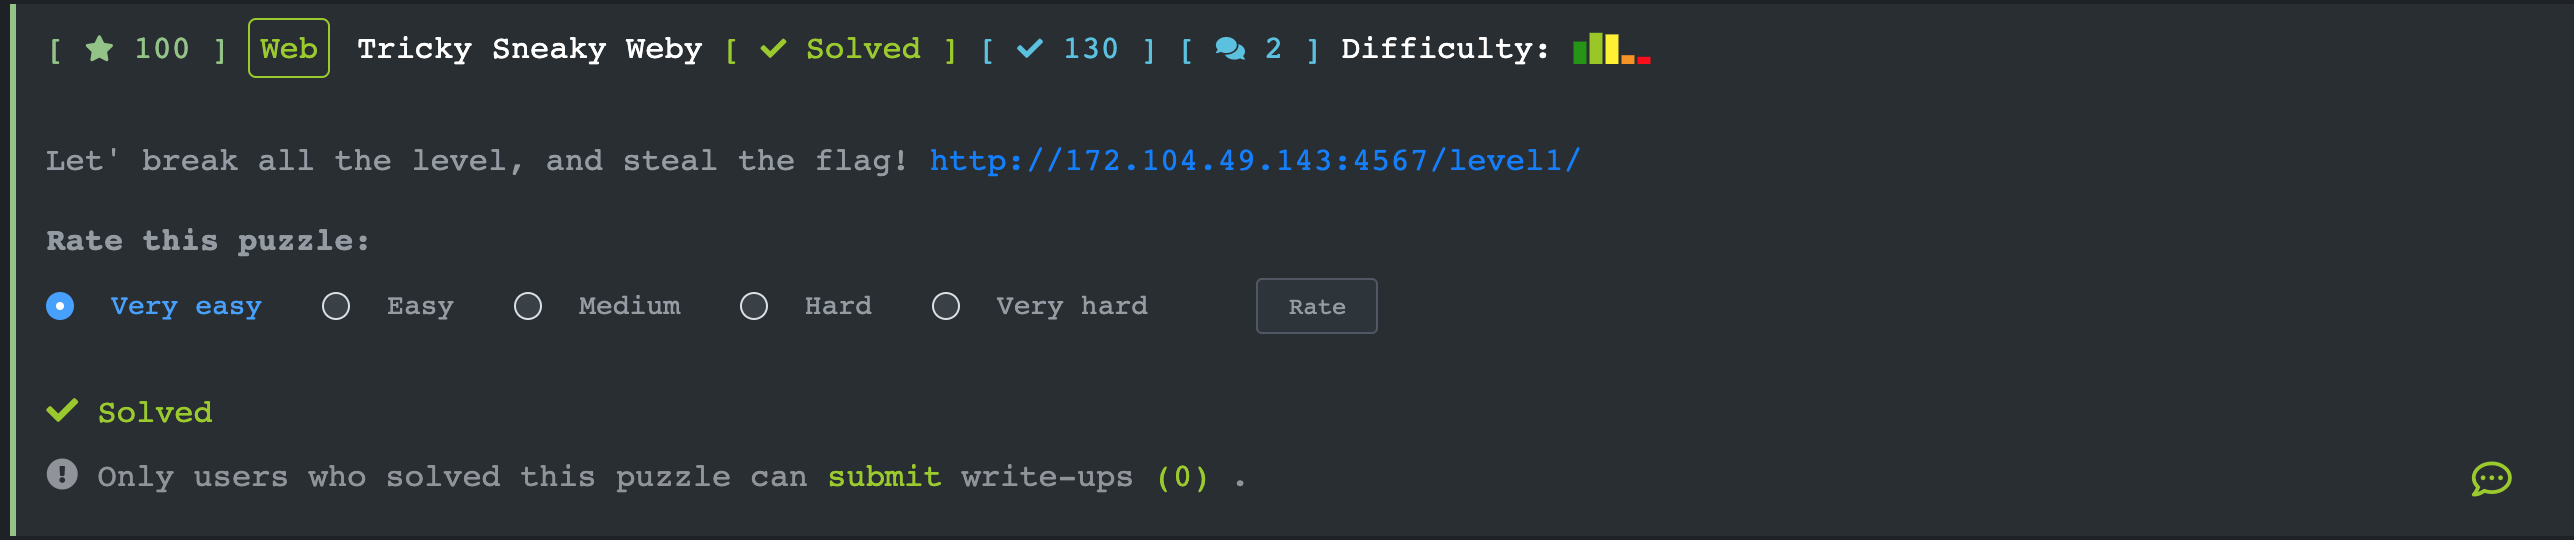 [ 100 ] Web Tricky Sneaky Weby [ Solved ] [ 130 ] [ 2 ] Difficulty:
Let' break all the level, and steal the flag! http://172.104.49.143:4567/level1/
Rate this puzzle:
Very easy Easy Medium Hard Very hard Rate
Solved
Only users who solved this puzzle can submit write-ups (0) .